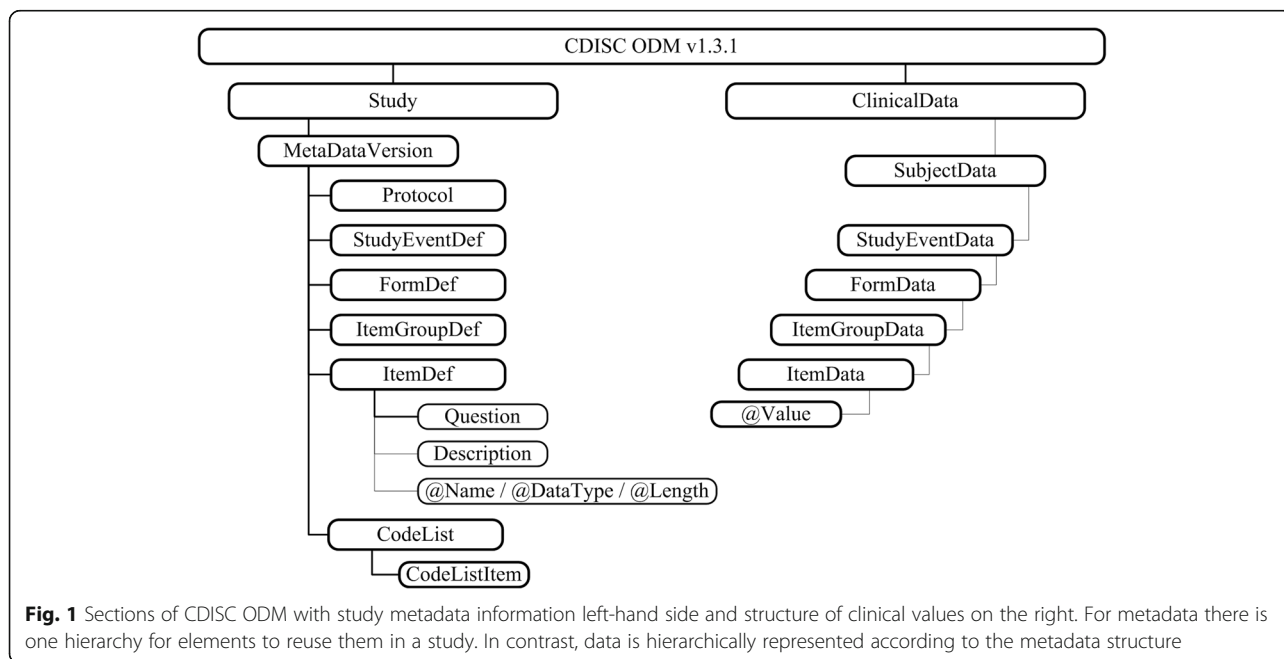 CDISC ODM v1.3.1
Study
MetaDataVersion
Protocol
StudyEventDef
FormDef
ItemGroupDef
ItemDef
Question
Description
@Name / @DataType / @Length
CodeList
CodeListItem
ClinicalData
SubjectData
StudyEventData
FormData
ItemGroupData
ItemData
@Value
Fig. 1 Sections of CDISC ODM with study metadata information left-hand side and structure of clinical values on the right. For metadata there is
one hierarchy for elements to reuse them in a study. In contrast, data is hierarchically represented according to the metadata structure